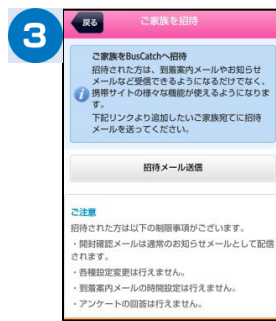 3
戻る
ご家族を招待
ご家族をBusCatchへ招待
招待された方は、到着案内メールやお知らせ
メールなど受信できるようになるだけでなく、
携帯サイトの様々な機能が使えるようになりま
す。
下記リンクより追加したいご家族宛てに招待
メールを送ってください。
招待メール送信
ご注意
招待された方は以下の制限事項がございます。
・開封確認メールは通常のお知らせメールとして配信
されます。
・各種設定変更は行えません。
・到着案内メールの時間設定は行えません。
・アンケートの回答は行えません。